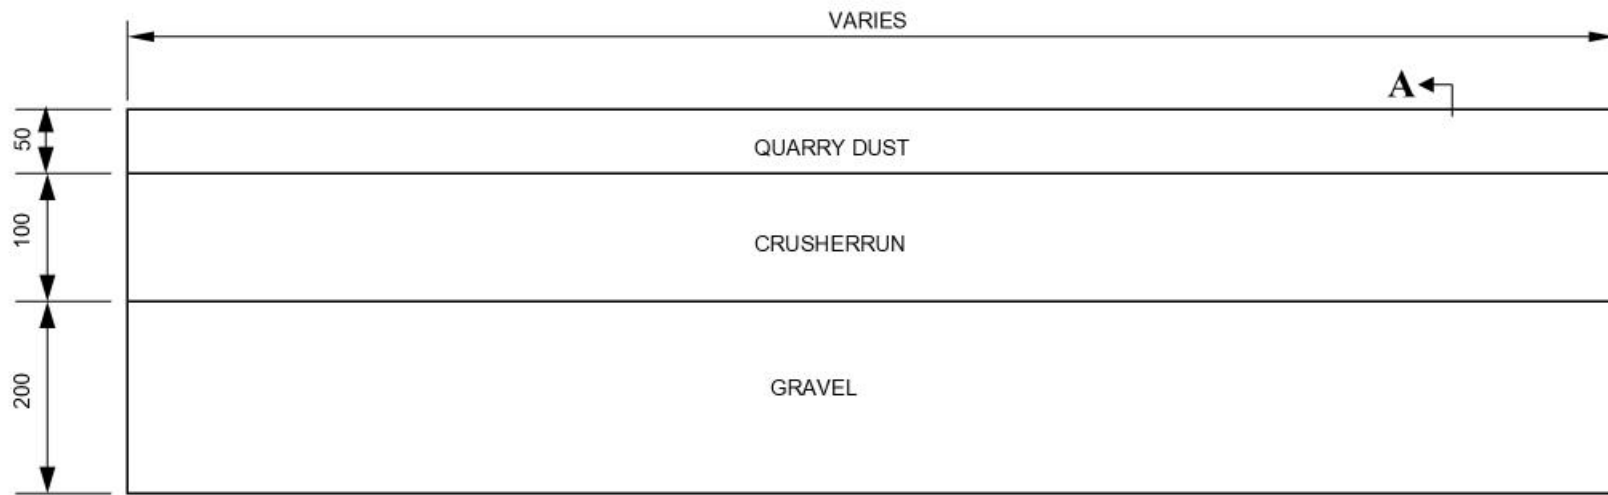 VARIES
A
50
QUARRY DUST
100
CRUSHERRUN
200
GRAVEL